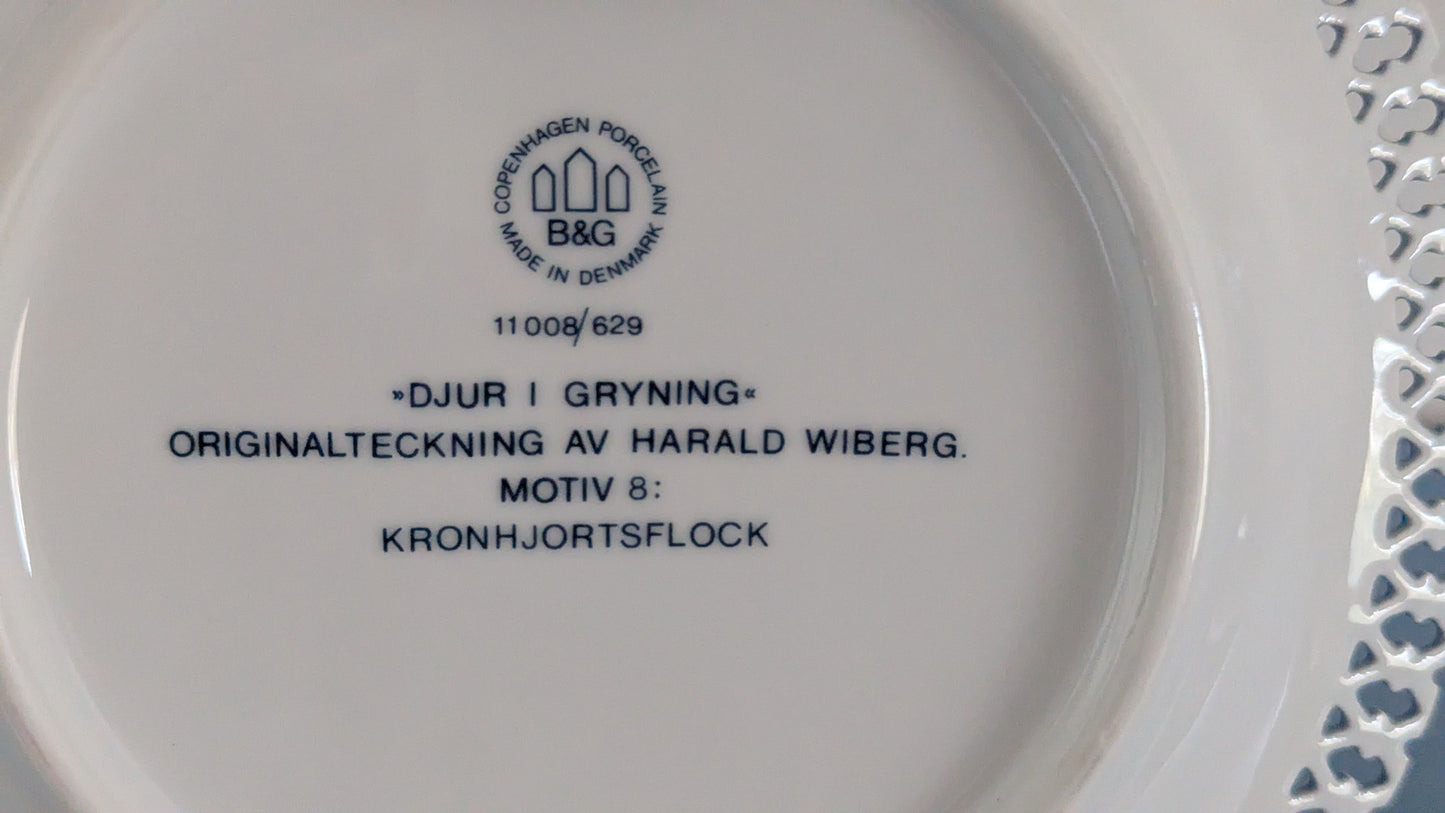 COPENHAGEN PORCELAIN
B&G
MADE IN DENMARK
11008/629
»DJUR I GRYNING«
ORIGINALTECKNING AV HARALD WIBERG.
MOTIV 8:
KRONHJORTSFLOCK